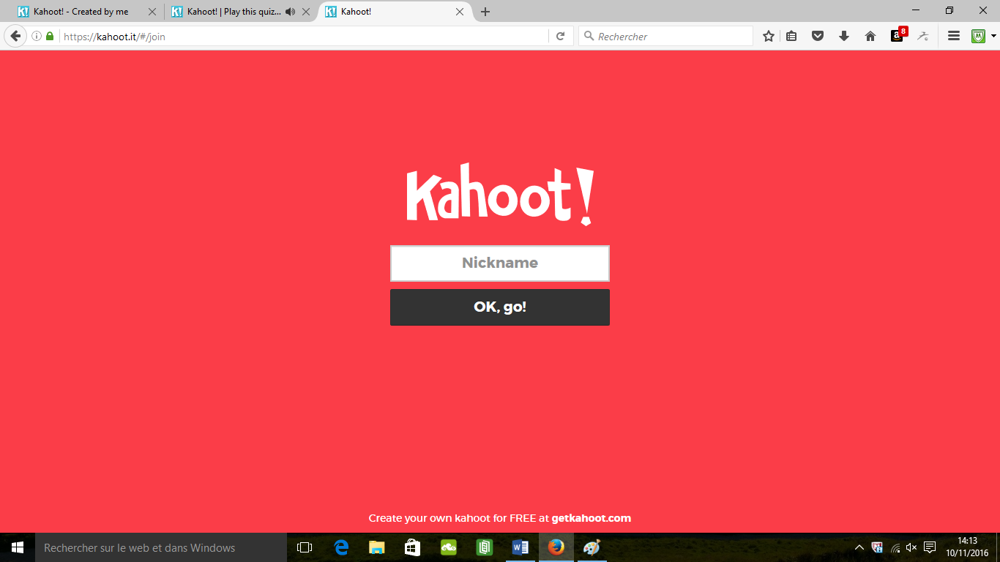 Kahoot! - Created by me
Kahoot! | Play this quiz...
Kahoot!
https://kahoot.it/#/join
Rechercher
8
Kahoot!
Nickname
OK, go!
Create your own kahoot for FREE at getkahoot.com
Rechercher sur le web et dans Windows
14:13
10/11/2016